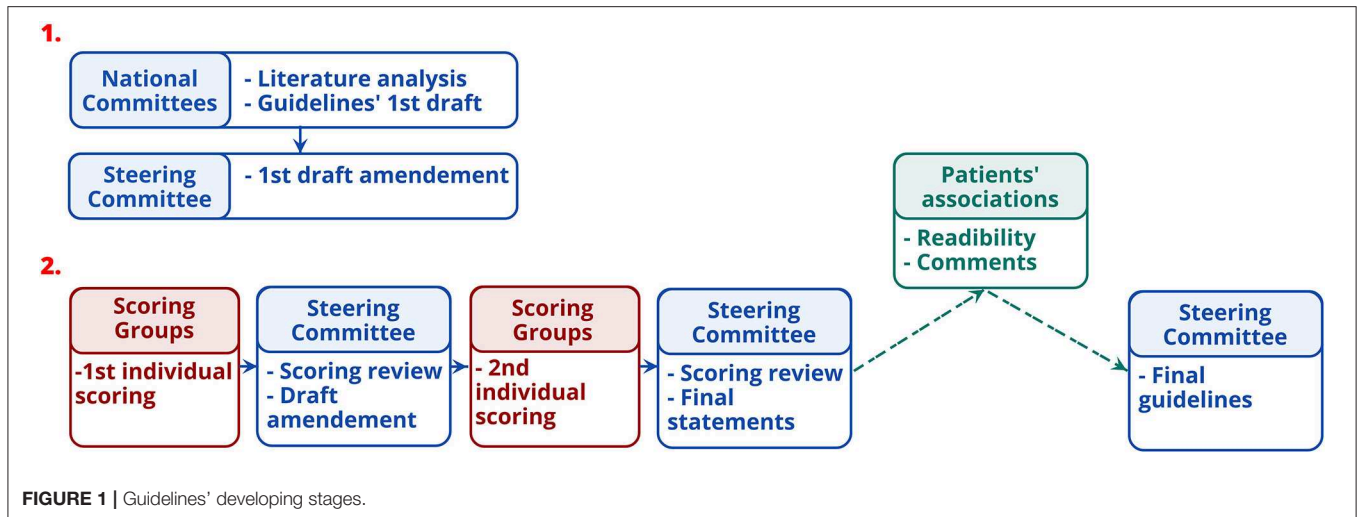 1.
National
Committees
- Literature analysis
- Guidelines' 1st draft
Steering
Committee
- 1st draft amendement
2.
Scoring
Groups
-1st individual
scoring
Steering
Committee
- Scoring review
- Draft
amendement
Scoring
Groups
- 2nd
individual
scoring
Steering
Committee
- Scoring review
- Final
statements
Patients'
associations
- Readibility
- Comments
Steering
Committee
- Final
guidelines
FIGURE 1 | Guidelines' developing stages.